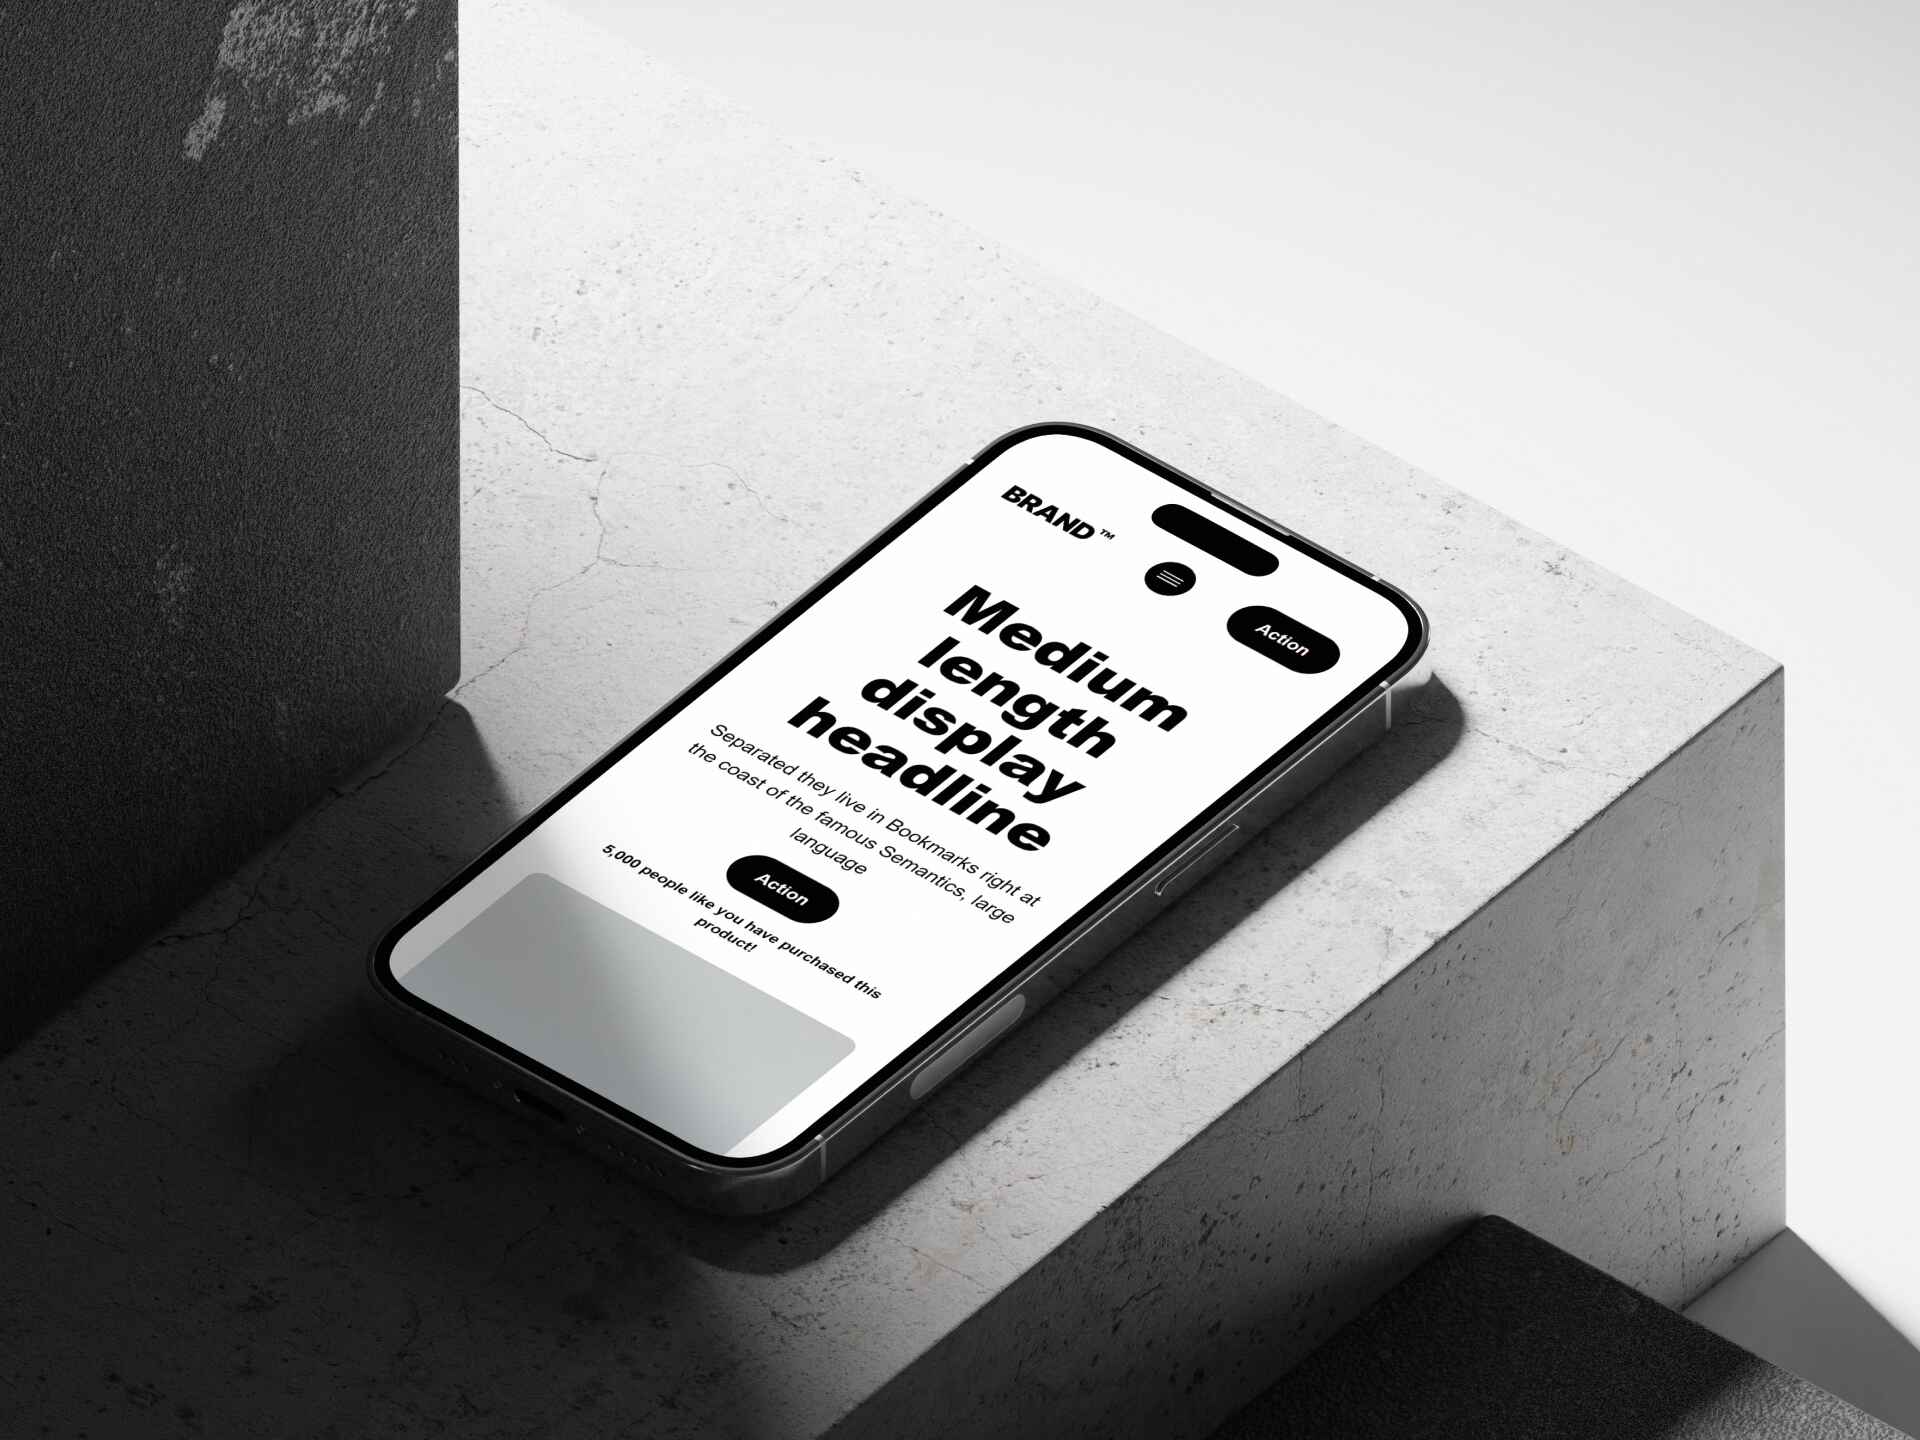 BRAND™
Action
Medium
length
display
headline
Separated they live in Bookmarks right at
the coast of the famous Semantics, large
language
Action
5,000 people like you have purchased this
product!